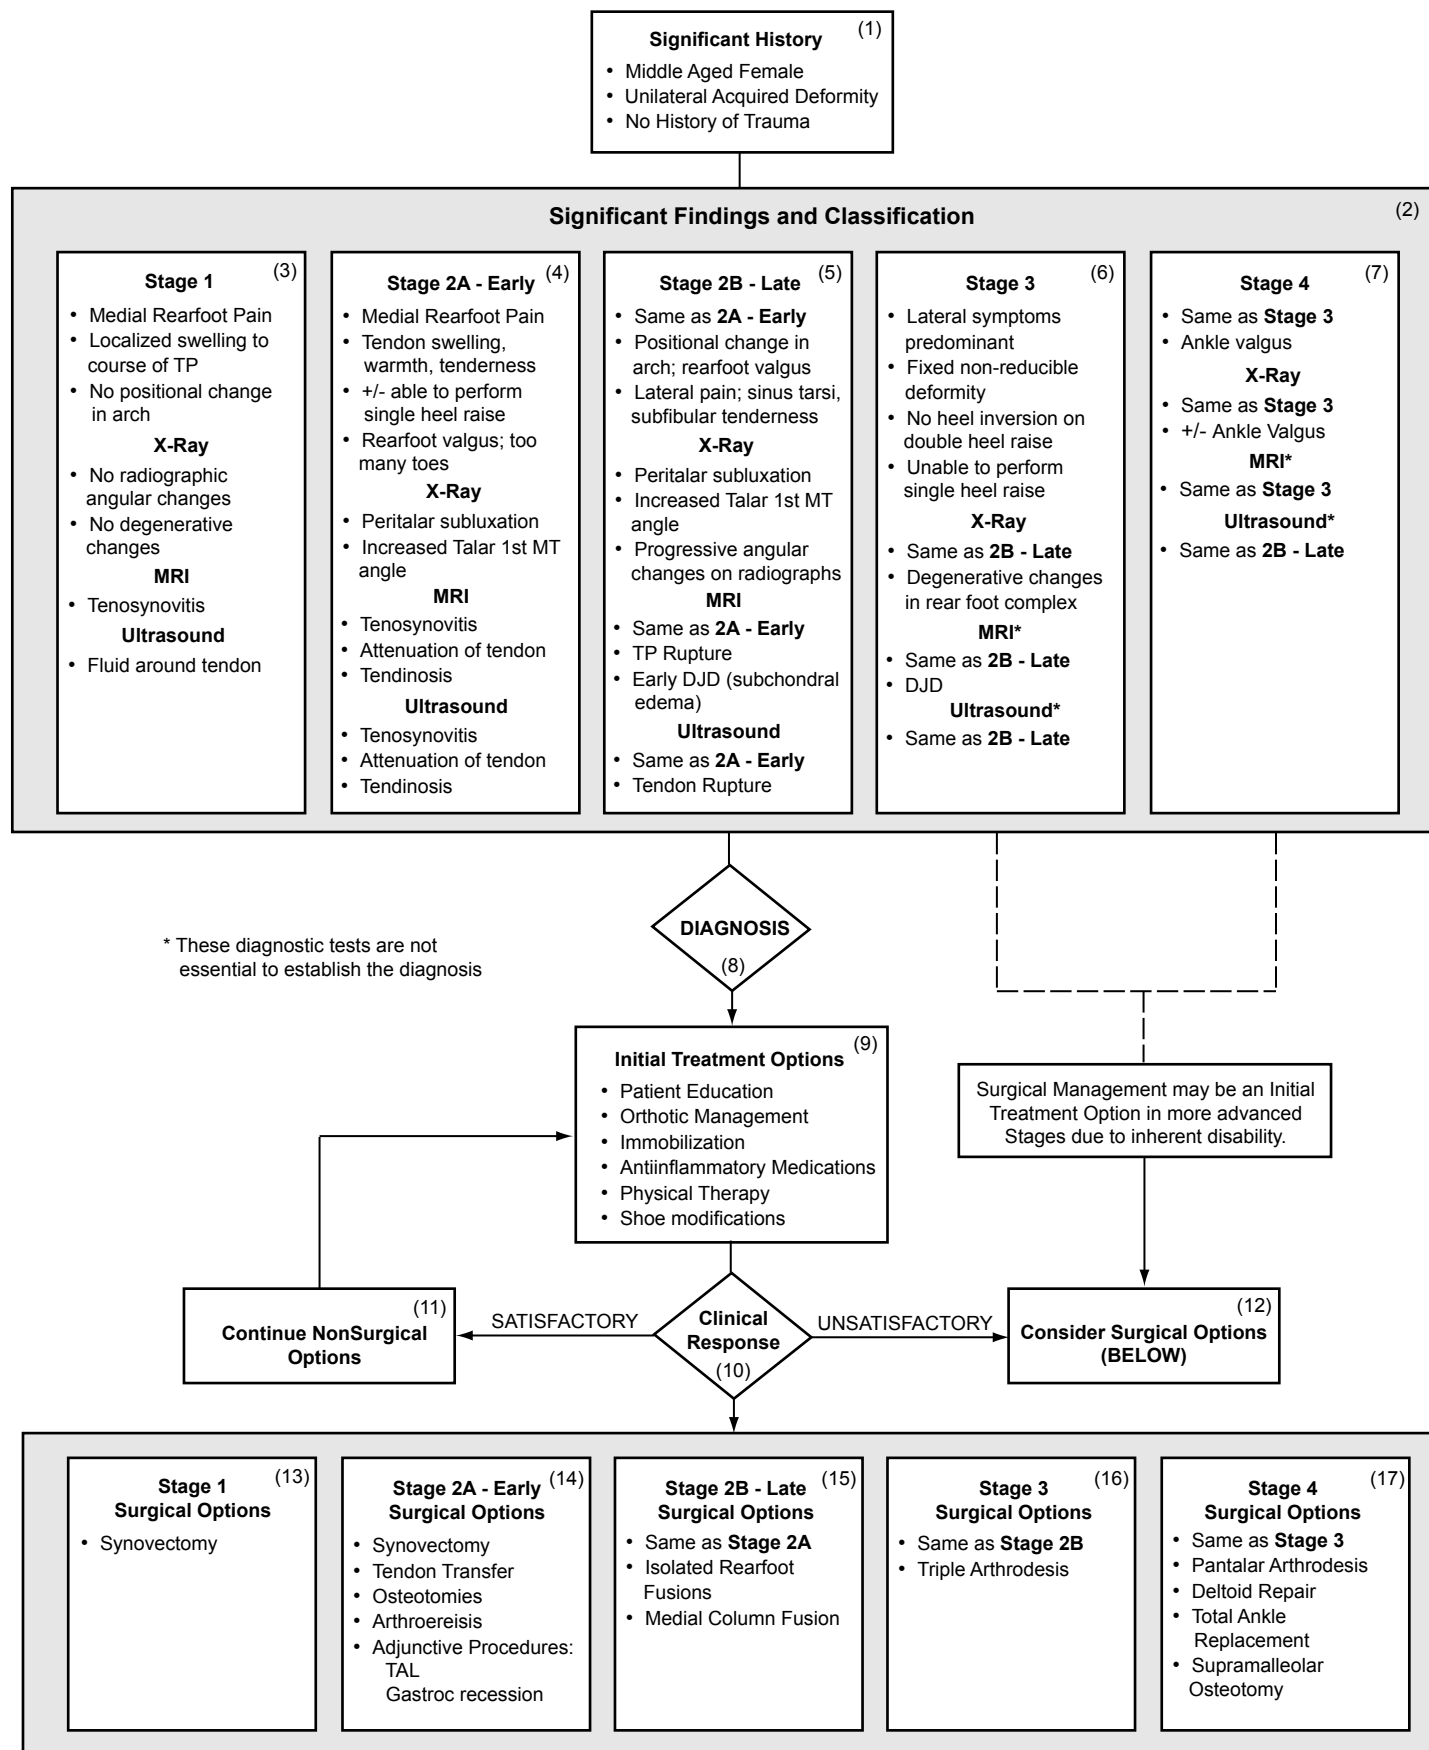 (1)
Significant History
• Middle Aged Female
• Unilateral Acquired Deformity
• No History of Trauma
Significant Findings and Classification
(2)
(3)
Stage 1
• Medial Rearfoot Pain
• Localized swelling to
course of TP
• No positional change
in arch
X-Ray
• No radiographic
angular changes
• No degenerative
changes
MRI
• Tenosynovitis
Ultrasound
• Fluid around tendon
(4)
Stage 2A - Early
• Medial Rearfoot Pain
• Tendon swelling,
warmth, tenderness
• +/- able to perform
single heel raise
• Rearfoot valgus; too
many toes
X-Ray
• Peritalar subluxation
• Increased Talar 1st MT
angle
MRI
• Tenosynovitis
• Attenuation of tendon
• Tendinosis
Ultrasound
• Tenosynovitis
• Attenuation of tendon
• Tendinosis
(5)
Stage 2B - Late
• Same as 2A - Early
• Positional change in
arch; rearfoot valgus
• Lateral pain; sinus tarsi,
subfibular tenderness
X-Ray
• Peritalar subluxation
• Increased Talar 1st MT
angle
• Progressive angular
changes on radiographs
MRI
• Same as 2A - Early
• TP Rupture
• Early DJD (subchondral
edema)
Ultrasound
• Same as 2A - Early
• Tendon Rupture
(6)
Stage 3
• Lateral symptoms
predominant
• Fixed non-reducible
deformity
• No heel inversion on
double heel raise
• Unable to perform
single heel raise
X-Ray
• Same as 2B - Late
• Degenerative changes
in rear foot complex
MRI*
• Same as 2B - Late
• DJD
Ultrasound*
• Same as 2B - Late
(7)
Stage 4
• Same as Stage 3
• Ankle valgus
X-Ray
• Same as Stage 3
• +/- Ankle Valgus
MRI*
• Same as Stage 3
Ultrasound*
• Same as 2B - Late
* These diagnostic tests are not
essential to establish the diagnosis
DIAGNOSIS
(8)
(9)
Initial Treatment Options
• Patient Education
• Orthotic Management
• Immobilization
• Antiinflammatory Medications
• Physical Therapy
• Shoe modifications
Surgical Management may be an Initial
Treatment Option in more advanced
Stages due to inherent disability.
(11)
Continue NonSurgical
Options
SATISFACTORY
Clinical
Response
(10)
UNSATISFACTORY
(12)
Consider Surgical Options
(BELOW)
(13)
Stage 1
Surgical Options
• Synovectomy
(14)
Stage 2A - Early
Surgical Options
• Synovectomy
• Tendon Transfer
• Osteotomies
• Arthroereisis
• Adjunctive Procedures:
TAL
Gastroc recession
(15)
Stage 2B - Late
Surgical Options
• Same as Stage 2A
• Isolated Rearfoot
Fusions
• Medial Column Fusion
(16)
Stage 3
Surgical Options
• Same as Stage 2B
• Triple Arthrodesis
(17)
Stage 4
Surgical Options
• Same as Stage 3
• Pantalar Arthrodesis
• Deltoid Repair
• Total Ankle
Replacement
• Supramalleolar
Osteotomy